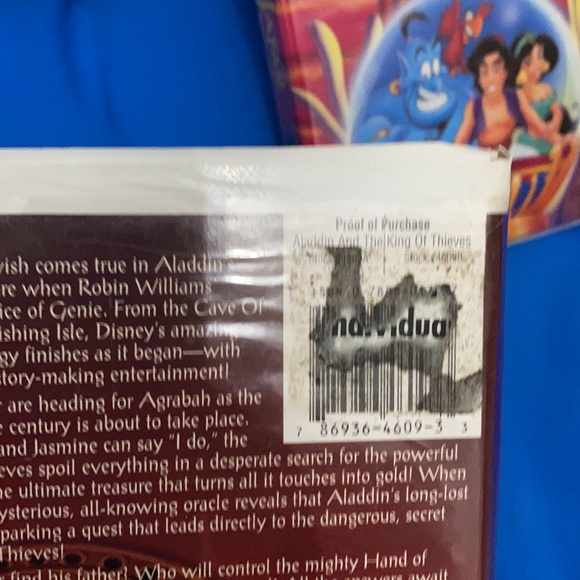 Proof of Purchase
Aladdin And The King Of Thieves
ndividua
7 86936-4609-3 3
wish comes true in Aladdin
re when Robin Williams
ice of Genie. From the Cave Of
ishing Isle, Disney's amazing
gy finishes as it began—with
story-making entertainment!
are heading for Agrabah as the
e century is about to take place.
and Jasmine can say "I do," the
eves spoil everything in a desperate search for the powerful
he ultimate treasure that turns all it touches into gold! When
ysterious, all-knowing oracle reveals that Aladdin's long-lost
parking a quest that leads directly to the dangerous, secret
Thieves!
find his father? Who will control the mighty Hand of